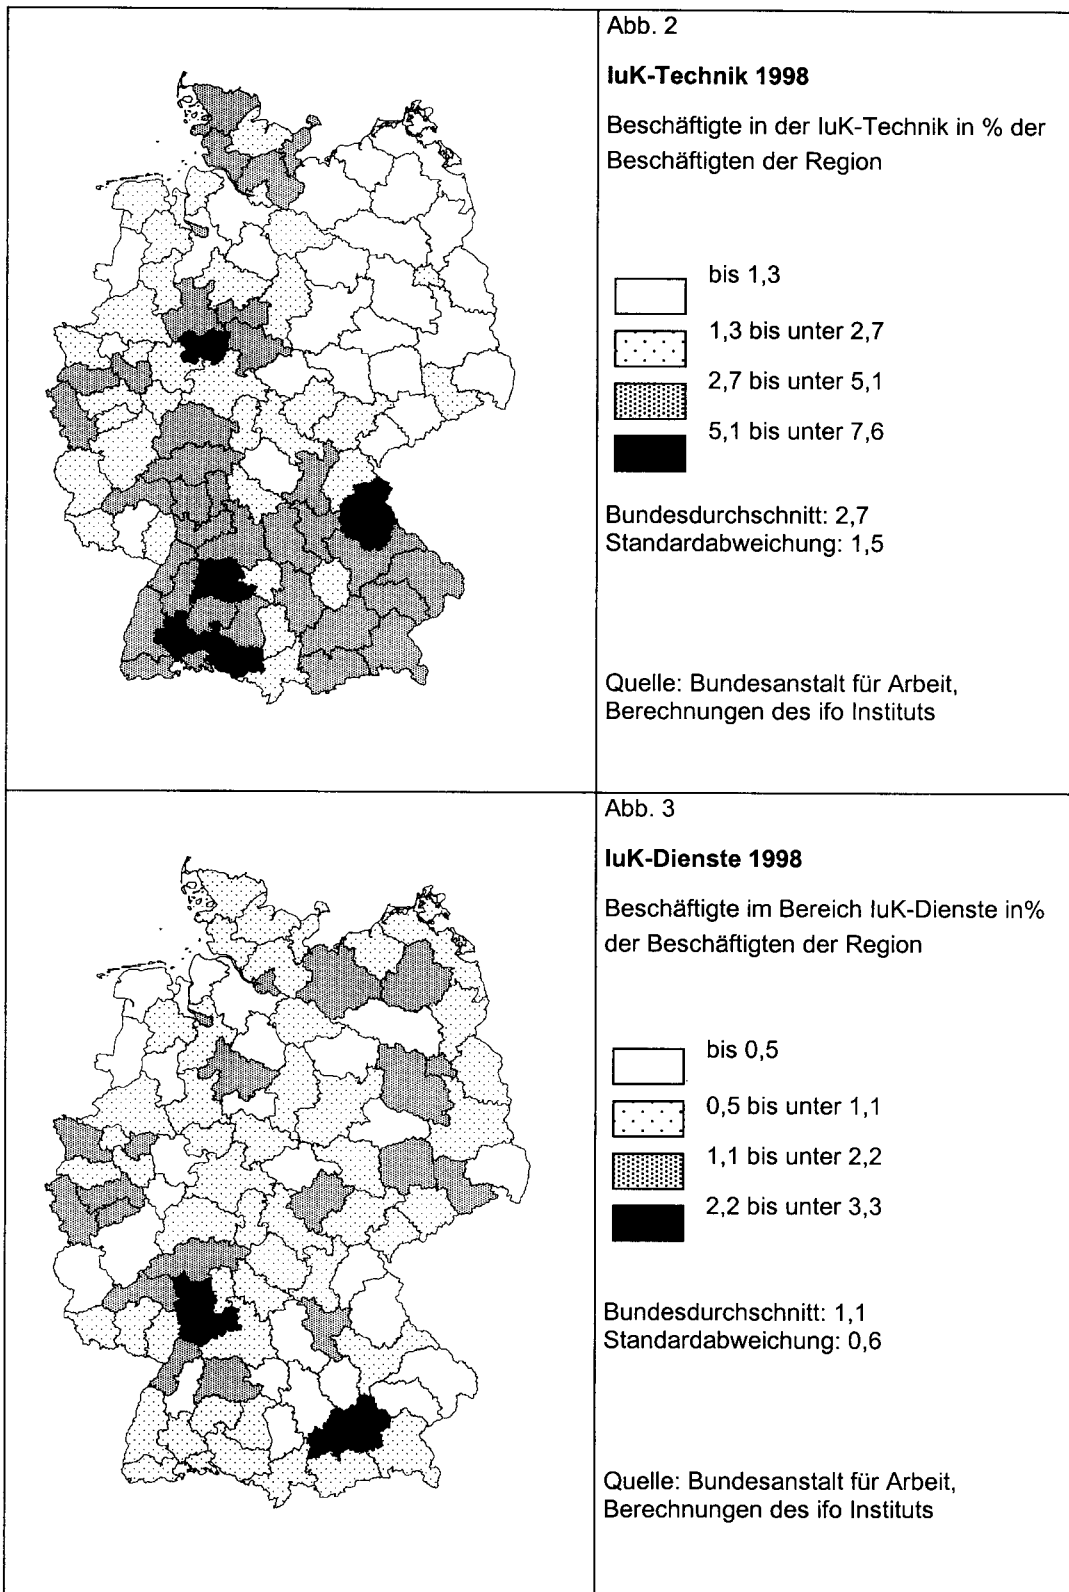 Abb. 2
IuK-Technik 1998
Beschäftigte in der IuK-Technik in % der
Beschäftigten der Region
bis 1,3
1,3 bis unter 2,7
2,7 bis unter 5,1
5,1 bis unter 7,6
Bundesdurchschnitt: 2,7
Standardabweichung: 1,5
Quelle: Bundesanstalt für Arbeit,
Berechnungen des ifo Instituts
Abb. 3
IuK-Dienste 1998
Beschäftigte im Bereich IuK-Dienste in%
der Beschäftigten der Region
bis 0,5
0,5 bis unter 1,1
1,1 bis unter 2,2
2,2 bis unter 3,3
Bundesdurchschnitt: 1,1
Standardabweichung: 0,6
Quelle: Bundesanstalt für Arbeit,
Berechnungen des ifo Instituts